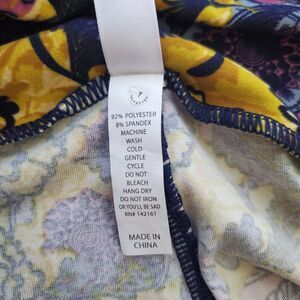 7
92% POLYESTER
8% SPANDEX
MACHINE
WASH
COLD
GENTLE
CYCLE
DO NOT
BLEACH
HANG DRY
DO NOT IRON
OR YOU'LL BE SAD
RN# 142161
MADE IN
CHINA